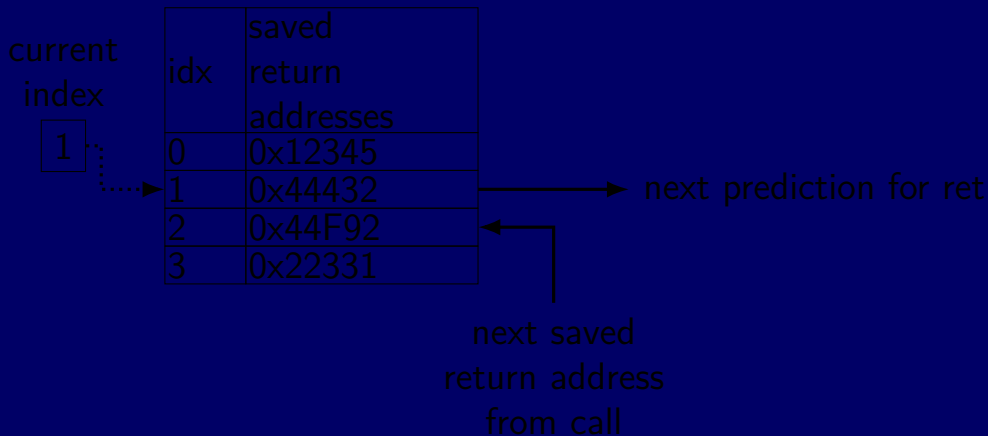 current
index
1
idx
saved
return
addresses
0 0x12345
1 0x44432
2 0x44F92
3 0x22331
next prediction for ret
next saved
return address
from call